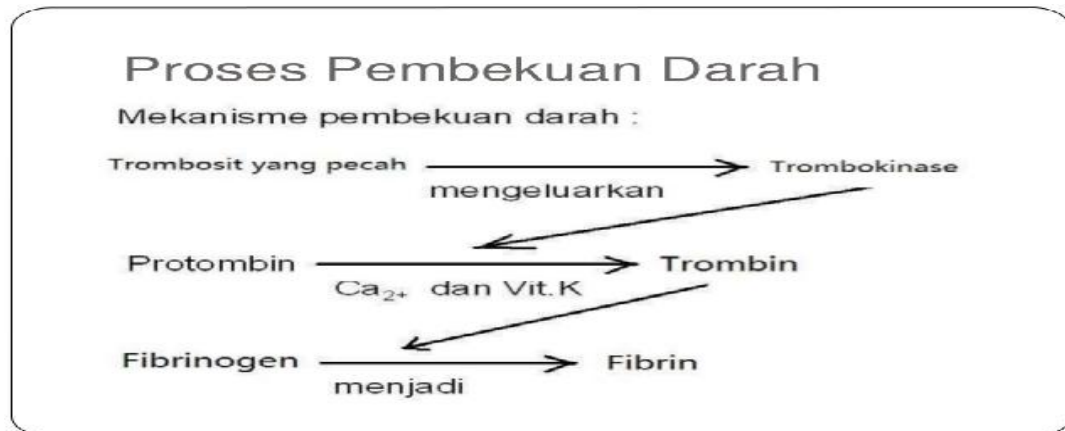 Proses Pembekuan Darah
Mekanisme pembekuan darah :
Trombosit yang pecah
mengeluarkan
Trombokinase
Protombin
Ca₂₊ dan Vit.K
Trombin
Fibrinogen
menjadi
Fibrin